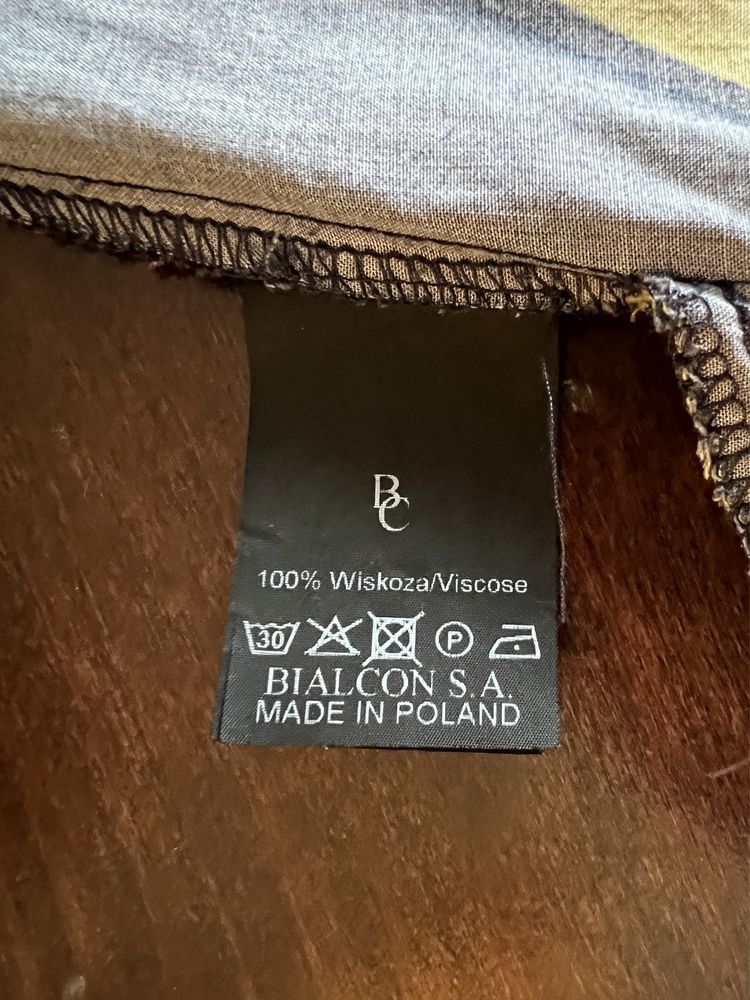 BC
100% Wiskoza/Viscose
30 P
BIALCON S.A.
MADE IN POLAND